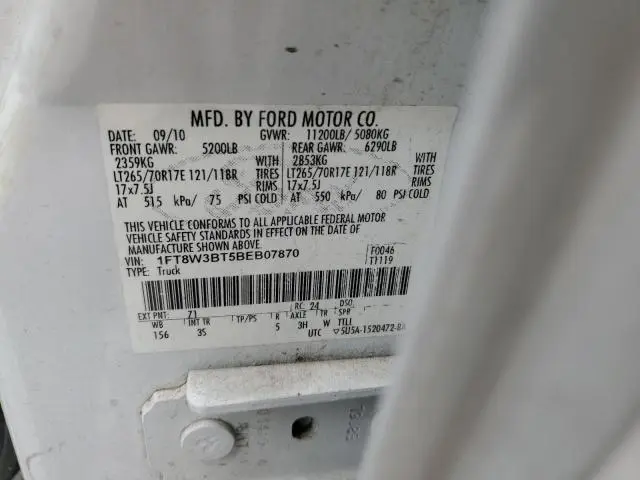 MFD. BY FORD MOTOR CO.
DATE: 09/10 GVWR: 11200LB/ 5080KG
FRONT GAWR: 5200LB REAR GAWR: 6290LB
2359KG WITH 2853KG WITH
LT265/70R17E 121/118R TIRES LT265/70R17E 121/118R TIRES
17x7.5J RIMS 17x7.5J RIMS
AT 515 kPa/ 75 PSI COLD AT 550 kPa/ 80 PSI COLD
THIS VEHICLE CONFORMS TO ALL APPLICABLE FEDERAL MOTOR
VEHICLE SAFETY STANDARDS IN EFFECT ON THE DATE OF
MANUFACTURE SHOWN ABOVE.
VIN: 1FT8W3BT5BEB07870 F0046
TYPE: Truck T1119
EXT PNT: Z1 RC: 24 DSO:
WB INT TR TP/PS R AXLE TR SPR
156 3S 5 3H W TTLL
UTC ▽5U5A-1520472-BA